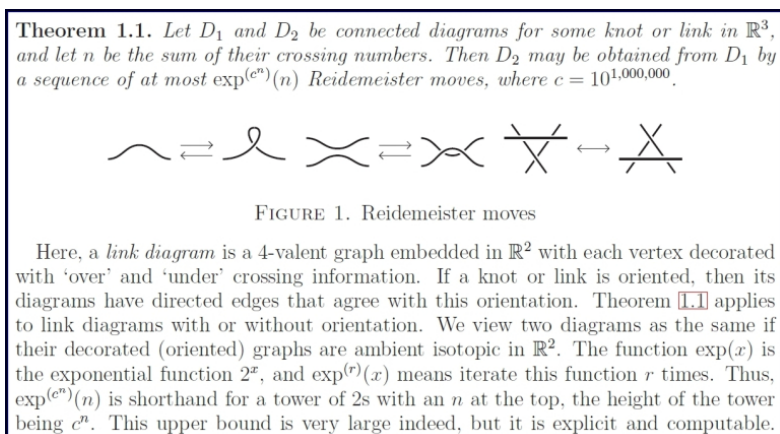 Theorem 1.1. Let D₁ and D₂ be connected diagrams for some knot or link in ℝ³,
and let n be the sum of their crossing numbers. Then D₂ may be obtained from D₁ by
a sequence of at most exp^(cⁿ)(n) Reidemeister moves, where c = 10^1,000,000.
FIGURE 1. Reidemeister moves
Here, a link diagram is a 4-valent graph embedded in ℝ² with each vertex decorated
with ‘over’ and ‘under’ crossing information. If a knot or link is oriented, then its
diagrams have directed edges that agree with this orientation. Theorem 1.1 applies
to link diagrams with or without orientation. We view two diagrams as the same if
their decorated (oriented) graphs are ambient isotopic in ℝ². The function exp(x) is
the exponential function 2ˣ, and exp^(r)(x) means iterate this function r times. Thus,
exp^(cⁿ)(n) is shorthand for a tower of 2s with an n at the top, the height of the tower
being cⁿ. This upper bound is very large indeed, but it is explicit and computable.